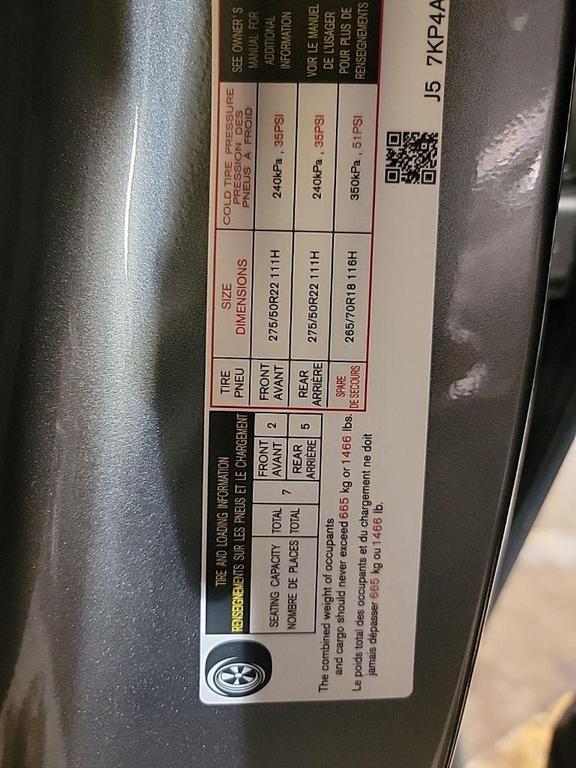 TIRE AND LOADING INFORMATION
RENSEIGNEMENTS SUR LES PNEUS ET LE CHARGEMENT
SEATING CAPACITY TOTAL 7 FRONT 2
NOMBRE DE PLACES TOTAL AVANT
REAR 5
ARRIÈRE
The combined weight of occupants
and cargo should never exceed 665 kg or 1466 lbs.
Le poids total des occupants et du chargement ne doit
jamais dépasser 665 kg ou 1466 lb.
TIRE
PNEU
SIZE
DIMENSIONS
COLD TIRE PRESSURE
PRESSION DES
PNEUS À FROID
FRONT
AVANT
275/50R22 111H
240kPa , 35PSI
REAR
ARRIÈRE
275/50R22 111H
240kPa , 35PSI
SPARE
DE SECOURS
265/70R18 116H
350kPa , 51PSI
SEE OWNER'S
MANUAL FOR
ADDITIONAL
INFORMATION
VOIR LE MANUEL
DE L'USAGER
POUR PLUS DE
RENSEIGNEMENTS
J5 7KP4A